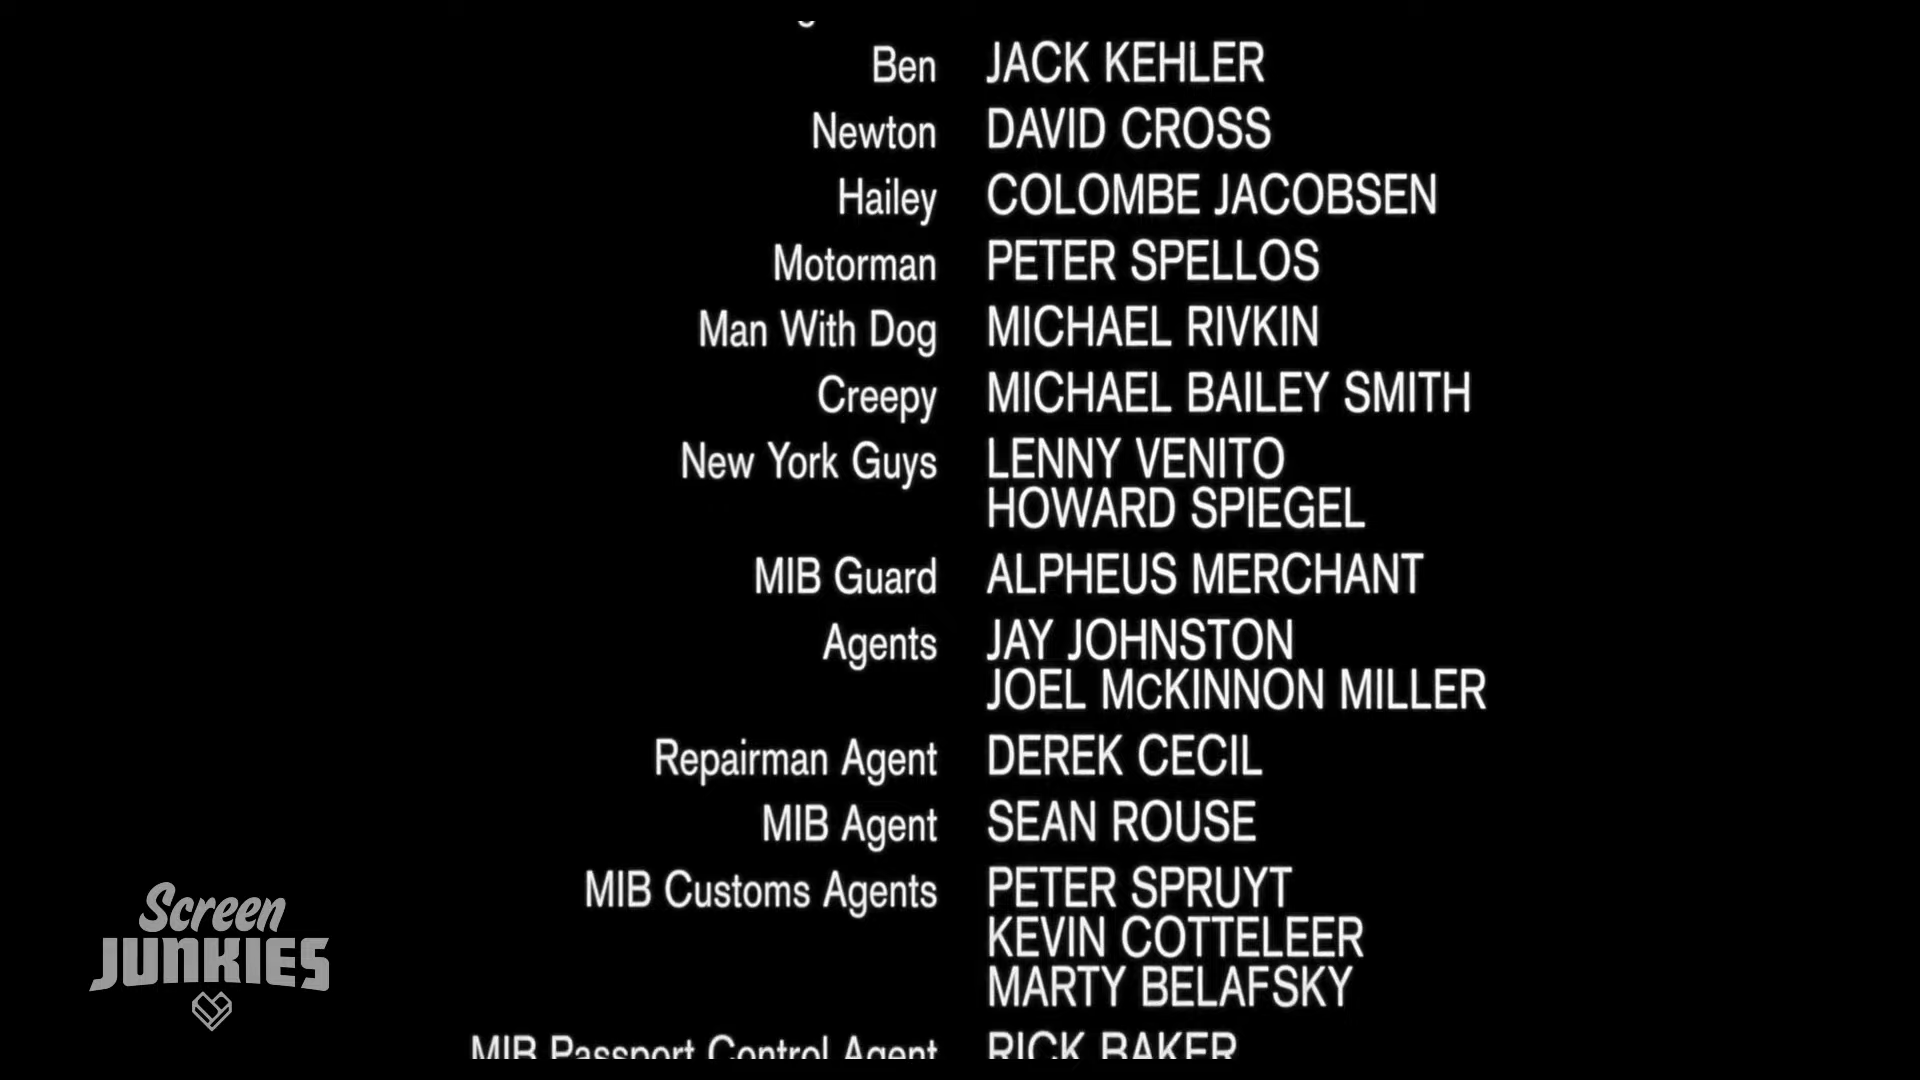 Ben JACK KEHLER
Newton DAVID CROSS
Hailey COLOMBE JACOBSEN
Motorman PETER SPELLOS
Man With Dog MICHAEL RIVKIN
Creepy MICHAEL BAILEY SMITH
New York Guys LENNY VENITO
HOWARD SPIEGEL
MIB Guard ALPHEUS MERCHANT
Agents JAY JOHNSTON
JOEL McKINNON MILLER
Repairman Agent DEREK CECIL
MIB Agent SEAN ROUSE
MIB Customs Agents PETER SPRUYT
KEVIN COTTELEER
MARTY BELAFSKY
MIB Passport Control Agent RICK BAKER
Screen
JUNKIES